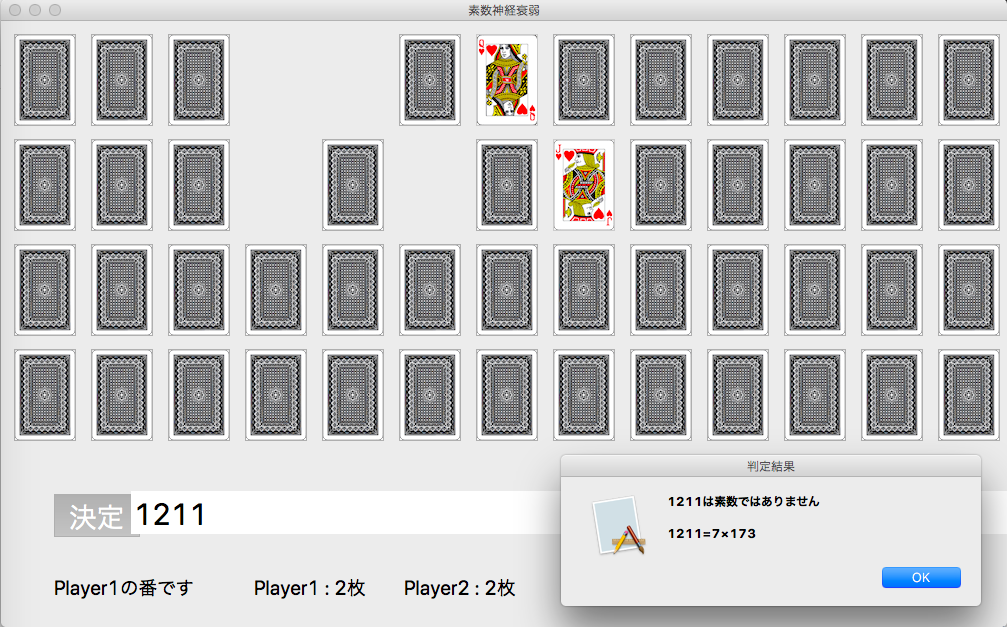 素数神経衰弱
Q
Q
J
J
決定 1211
Player1の番です Player1 : 2枚 Player2 : 2枚
判定結果
1211は素数ではありません
1211=7×173
OK